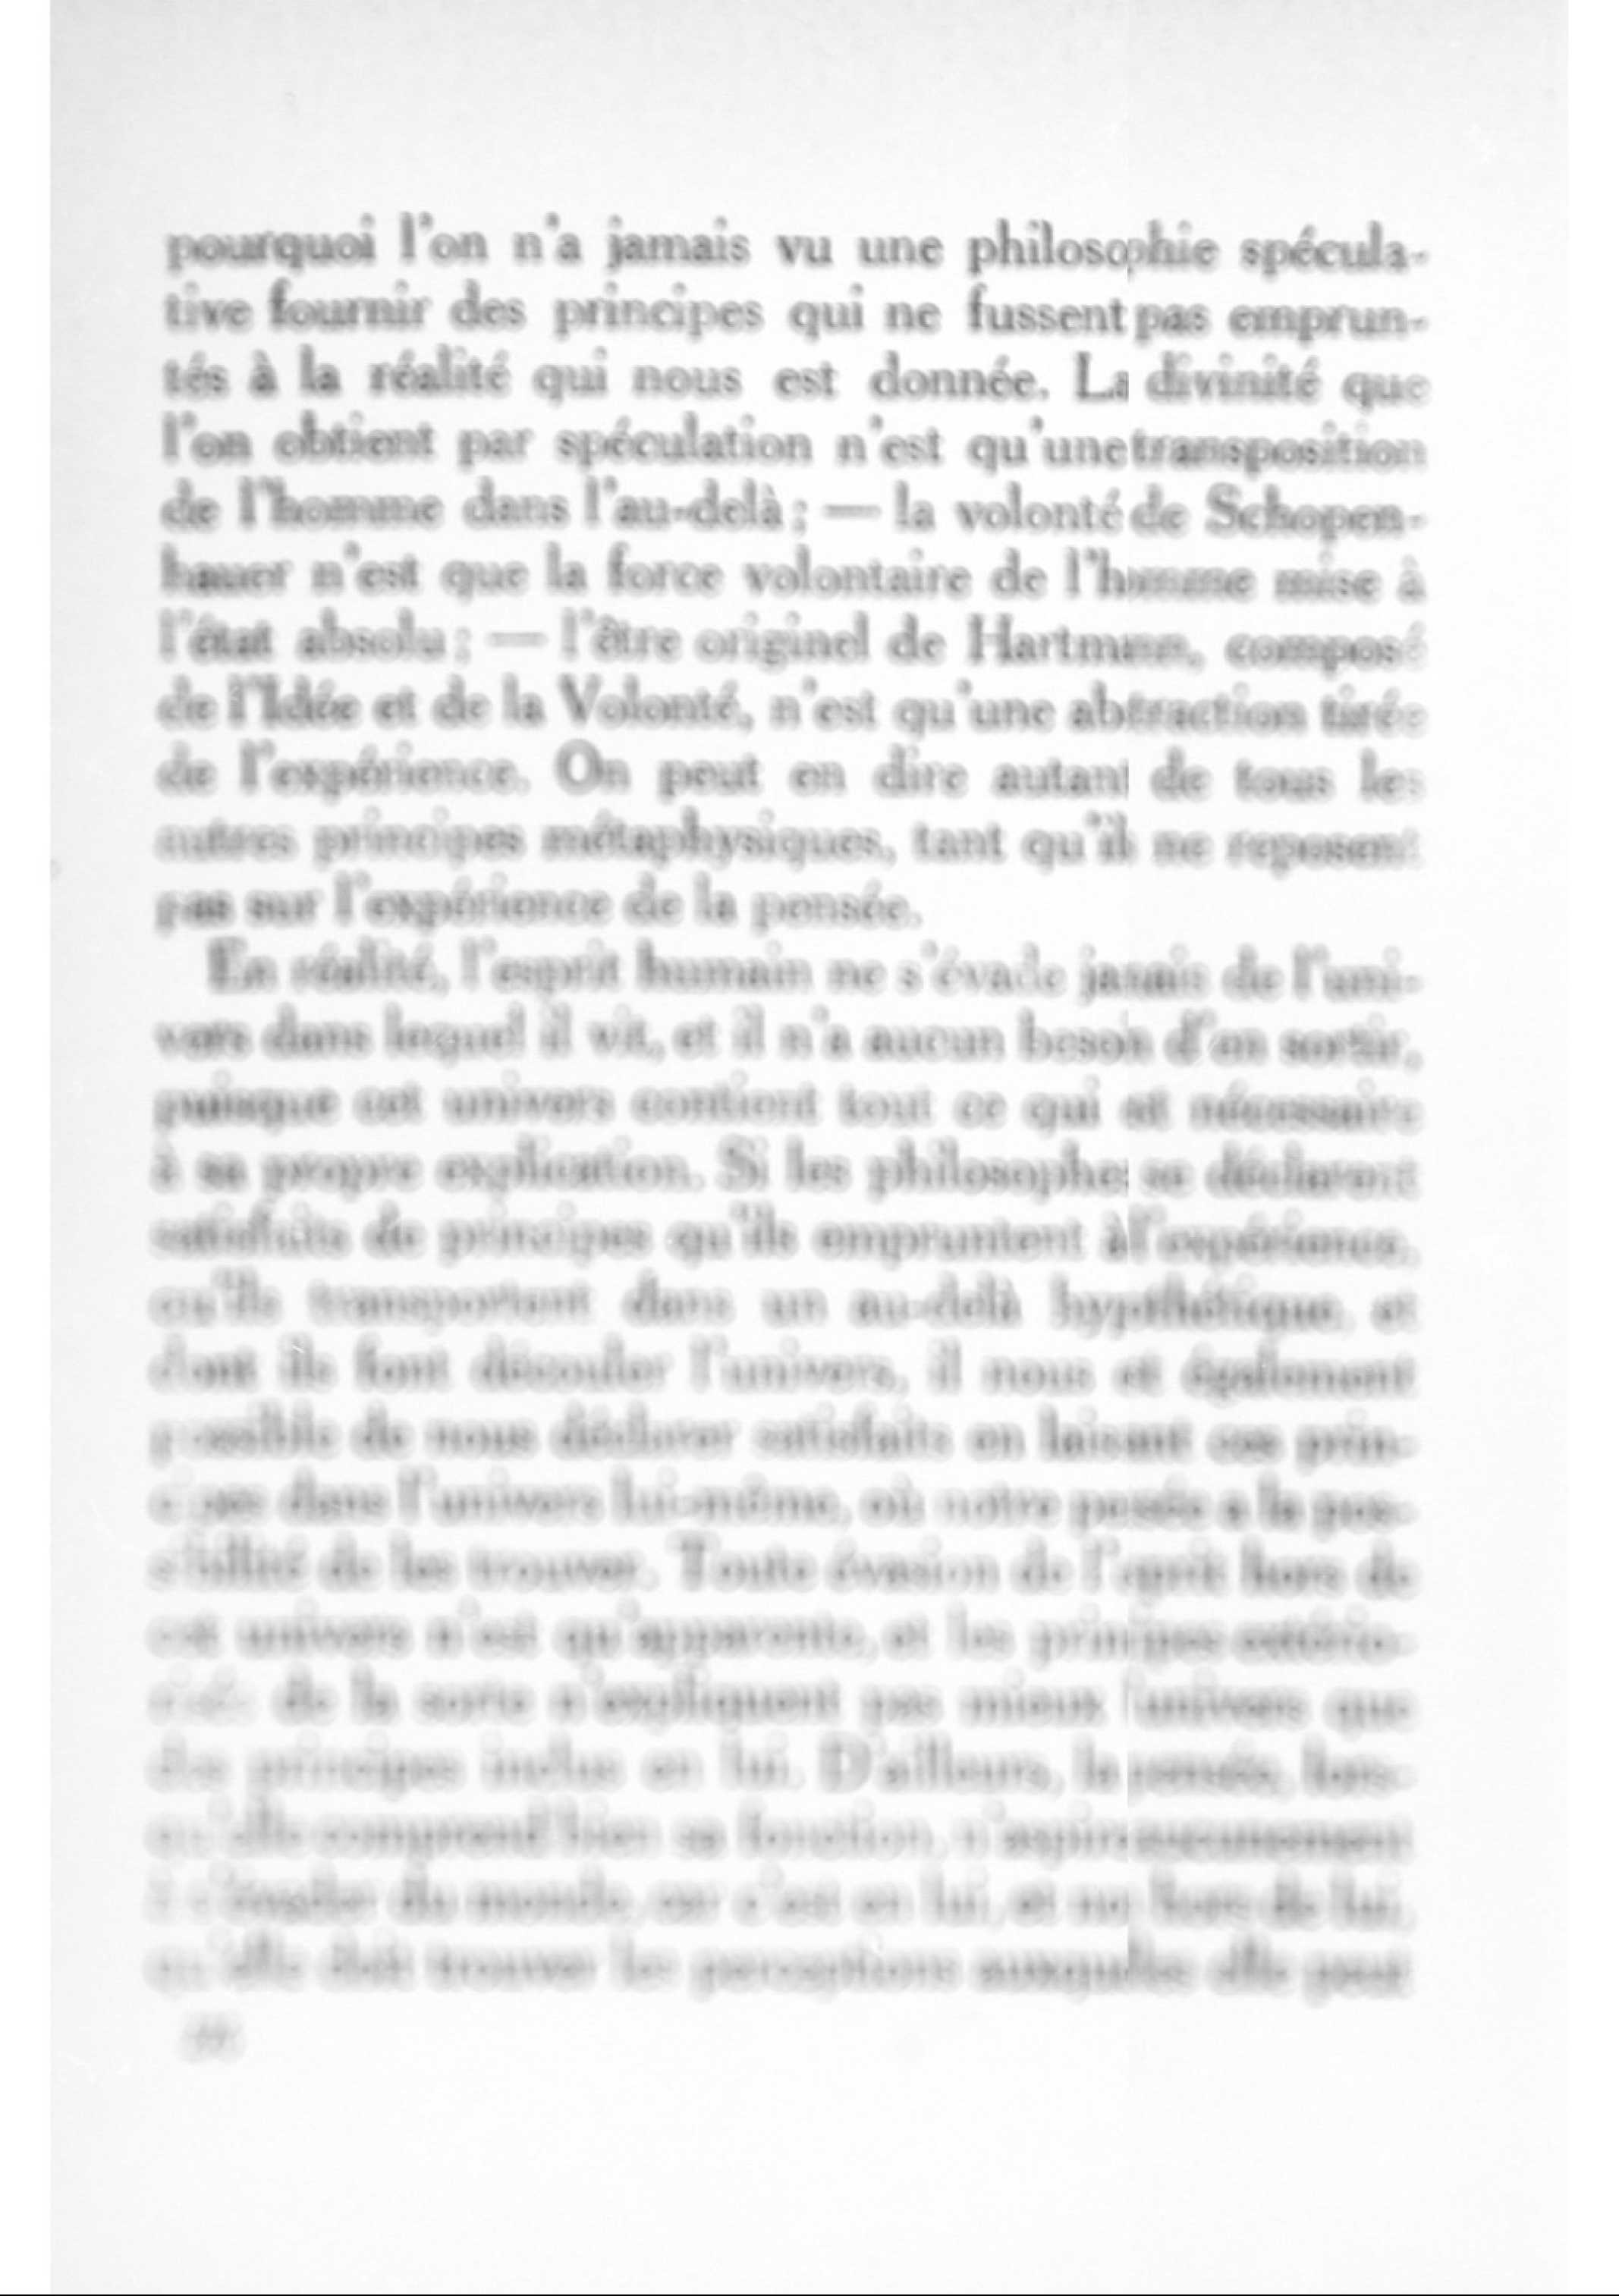 pourquoi l'on n'a jamais vu une philosophie spécula-
tive fournir des principes qui ne fussent pas emprun-
tés à la réalité qui nous est donnée. La divinité que
l'on obtient par spéculation n'est qu'une transposition
de l'homme dans l'au-delà ; — la volonté de Schopen-
hauer n'est que la force volontaire de l'homme mise à
l'état absolu ; — l'être originel de Hartmann, composé
de l'Idée et de la Volonté, n'est qu'une abstraction tirée
de l'expérience. On peut en dire autant de tous les
autres principes métaphysiques, tant qu'ils ne reposent
pas sur l'expérience de la pensée.
En réalité, l'esprit humain ne s'évade jamais de l'uni-
vers dans lequel il vit, et il n'a aucun besoin d'en sortir,
puisque cet univers contient tout ce qui est nécessaire
à sa propre explication. Si les philosophes se déclarent
satisfaits de principes qu'ils empruntent à l'expérience,
qu'ils transportent dans un au-delà hypothétique, et
dont ils font découler l'univers, il nous est également
possible de nous déclarer satisfaits en laissant ces prin-
cipes dans l'univers lui-même, où notre pensée a la pos-
sibilité de les trouver. Toute évasion de l'esprit hors de
cet univers n'est qu'apparente, et les principes
de la sorte n'expliquent pas mieux l'univers que
des principes inclus en lui. D'ailleurs, la pensée, lors-
qu'elle comprend bien sa fonction, n'aspire
du monde, car c'est en lui, et non hors de lui,
qu'elle doit trouver les perceptions auxquelles elle peut